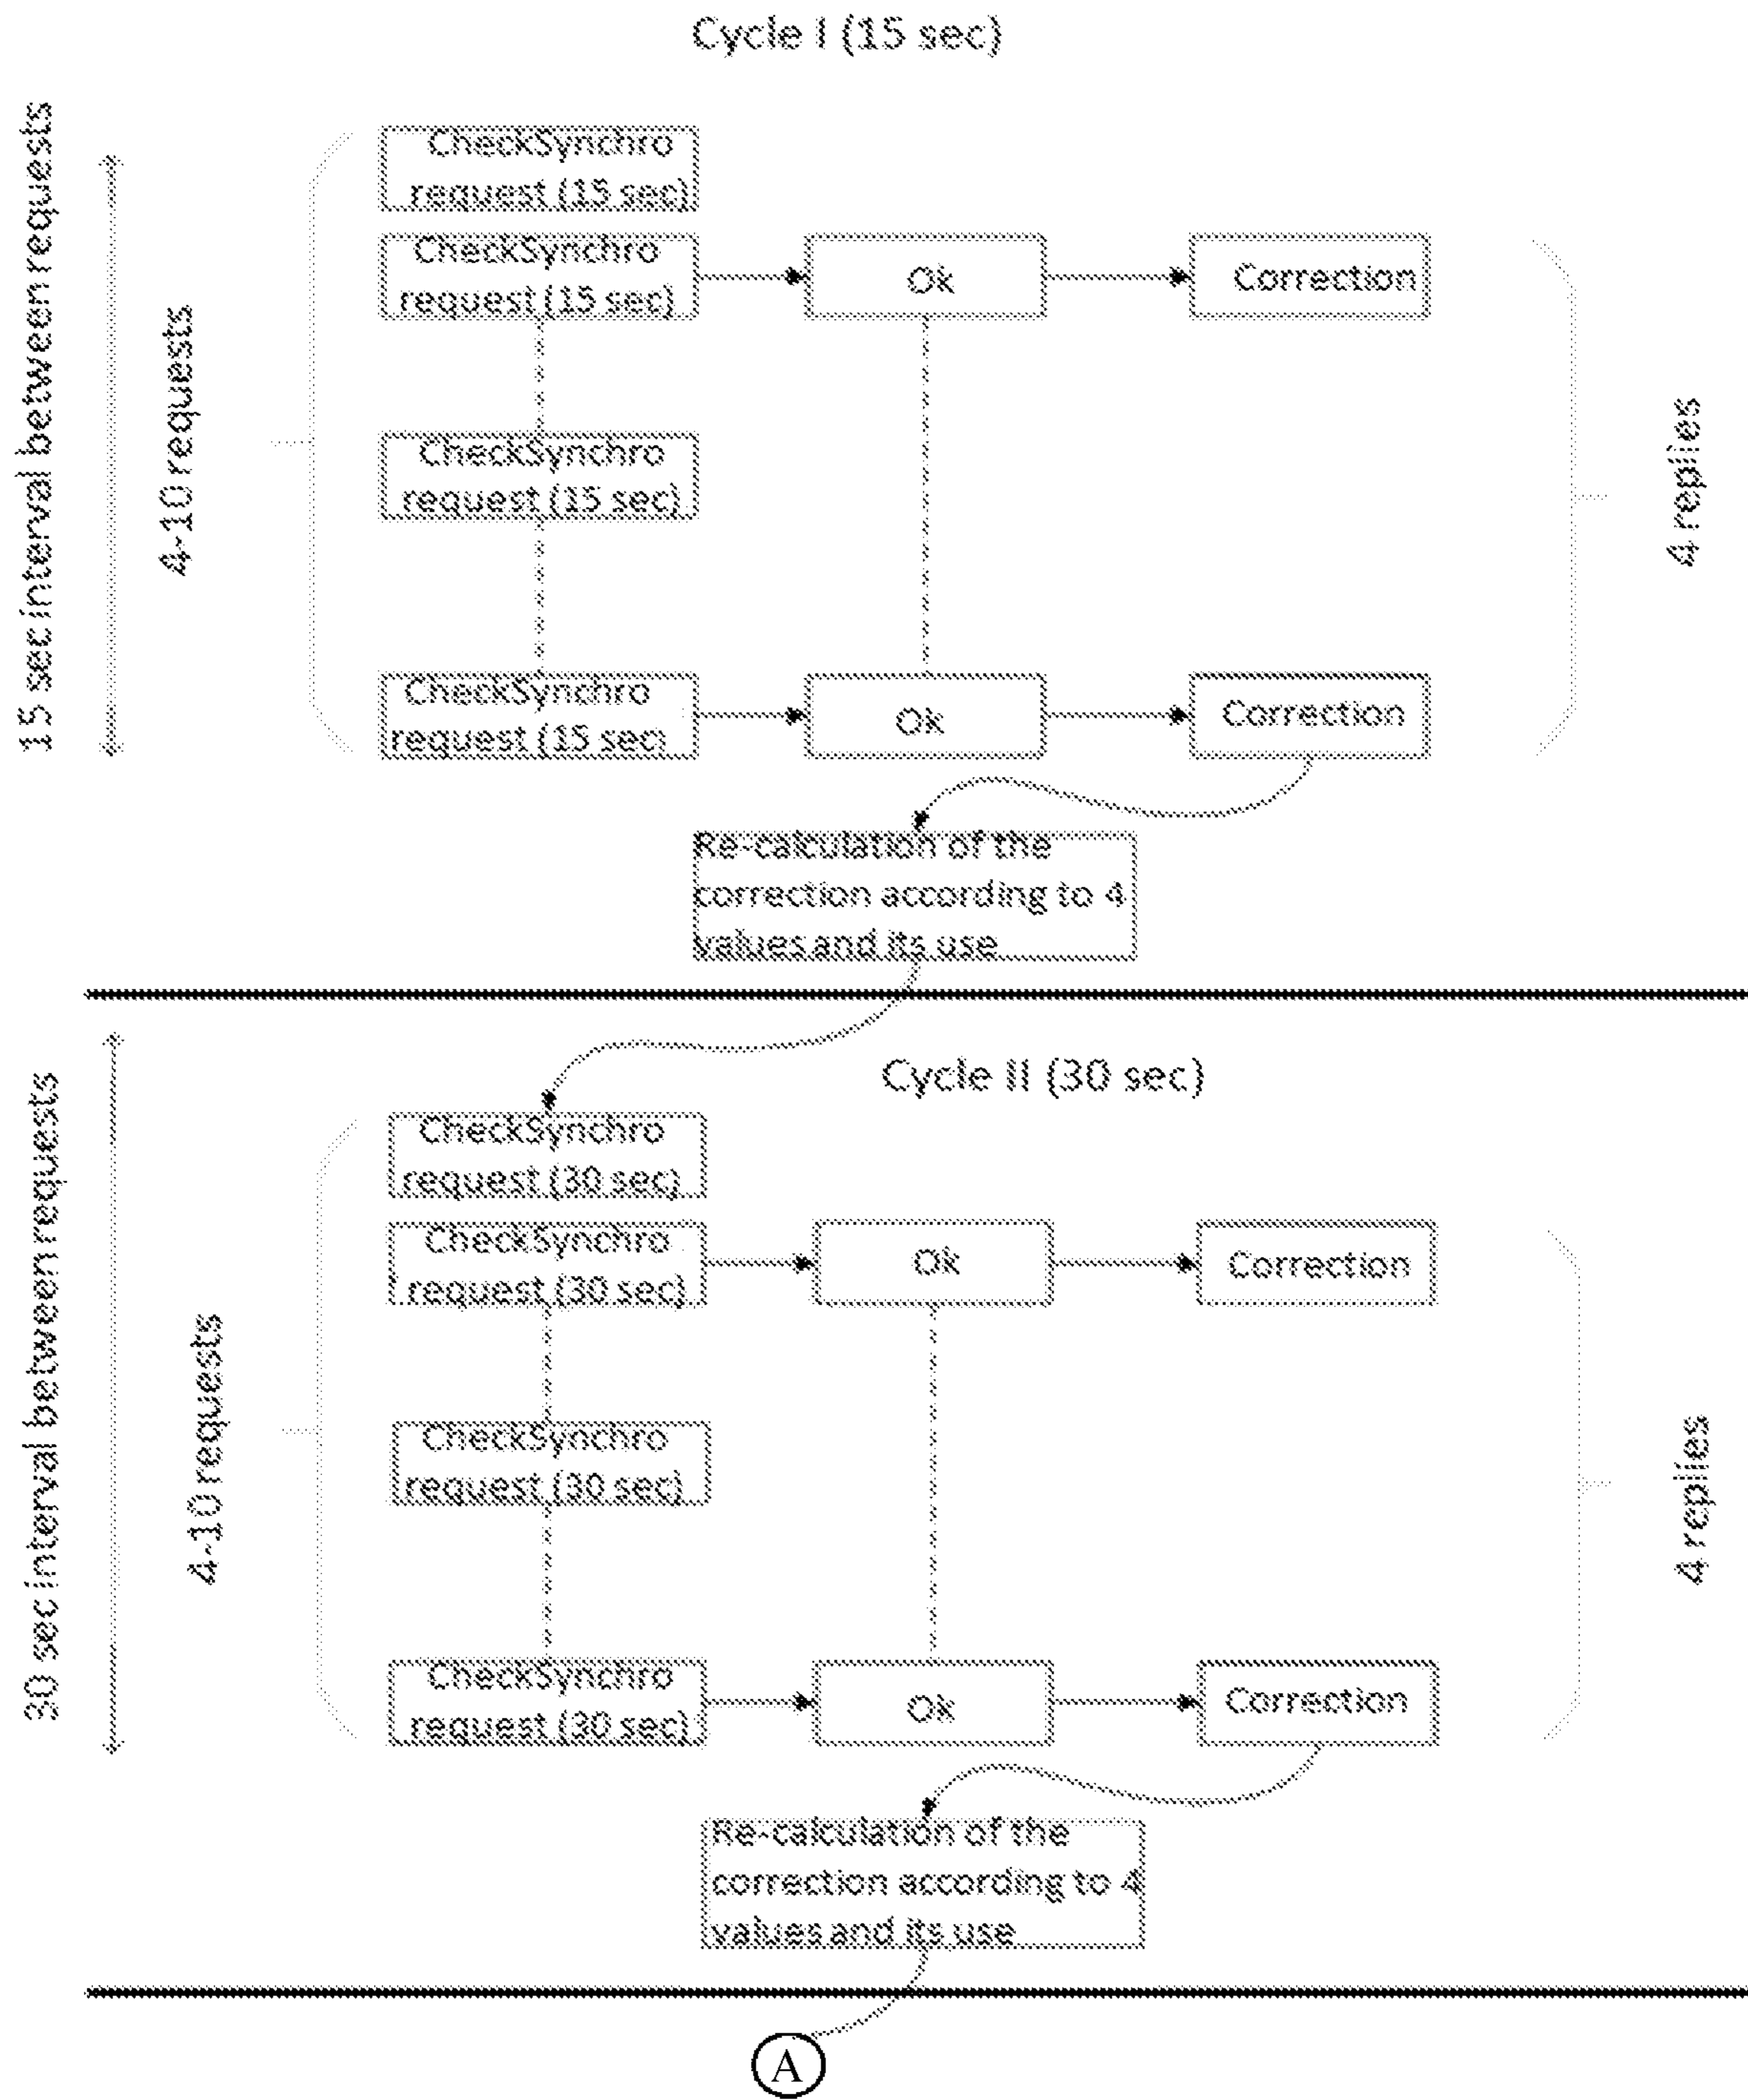 Cycle I (15 sec)
15 sec interval between requests
4-10 requests
CheckSynchro
request (15 sec)
CheckSynchro
request (15 sec)
Ok
Correction
CheckSynchro
request (15 sec)
4 replies
CheckSynchro
request (15 sec
Ok
Correction
Re-calculation of the
correction according to 4
values and its use
Cycle II (30 sec)
30 sec interval between requests
4-10 requests
CheckSynchro
request (30 sec)
CheckSynchro
request (30 sec)
Ok
Correction
CheckSynchro
request (30 sec)
4 replies
CheckSynchro
request (30 sec)
Ok
Correction
Re-calculation of the
correction according to 4
values and its use
A